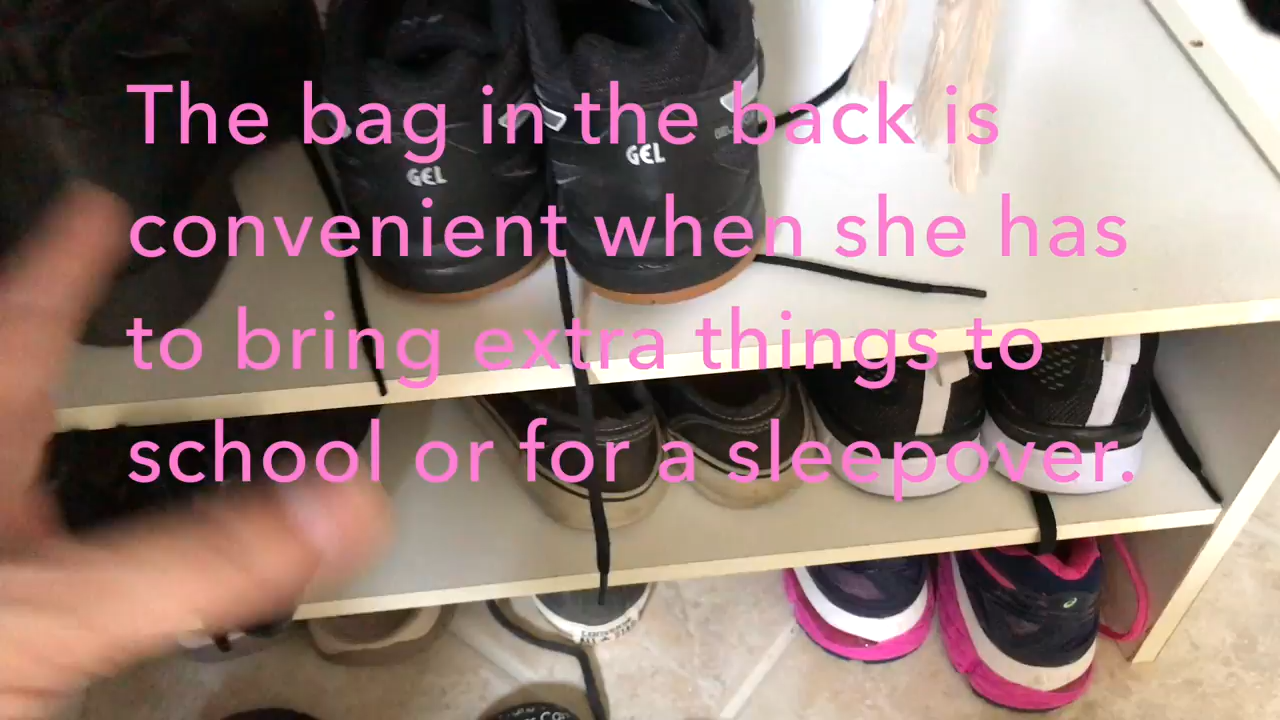 The bag in the back is
convenient when she has
to bring extra things to
school or for a sleepover.
GEL
GEL